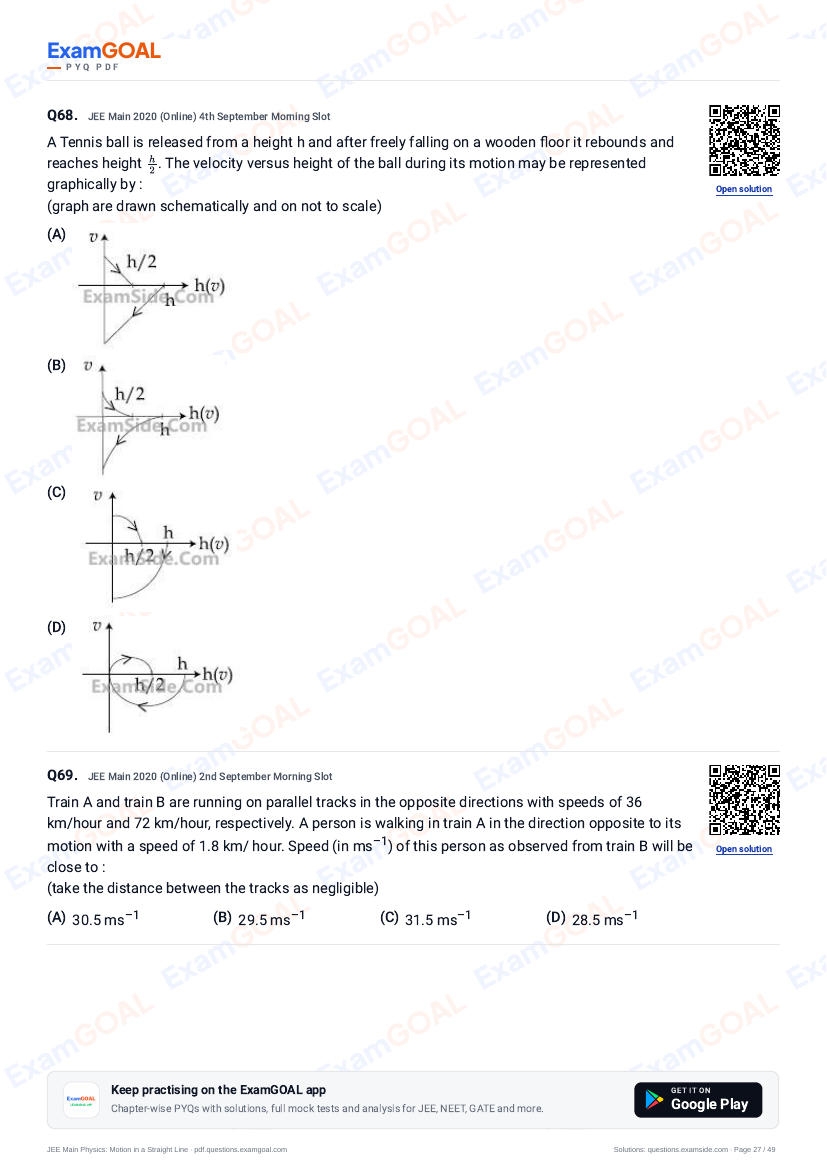 ExamGOAL
PYQ PDF
Q68. JEE Main 2020 (Online) 4th September Morning Slot
A Tennis ball is released from a height h and after freely falling on a wooden floor it rebounds and
reaches height h/2. The velocity versus height of the ball during its motion may be represented
graphically by :
(graph are drawn schematically and on not to scale)
Open solution
(A)
v
h/2
h(v)
h
ExamSide.Com
(B)
v
h/2
h(v)
h
ExamSide.Com
(C)
v
h
h(v)
h/2
ExamSide.Com
(D)
v
h
h(v)
h/2
ExamSide.Com
Q69. JEE Main 2020 (Online) 2nd September Morning Slot
Train A and train B are running on parallel tracks in the opposite directions with speeds of 36
km/hour and 72 km/hour, respectively. A person is walking in train A in the direction opposite to its
motion with a speed of 1.8 km/ hour. Speed (in ms⁻¹) of this person as observed from train B will be
close to :
(take the distance between the tracks as negligible)
Open solution
(A) 30.5 ms⁻¹ (B) 29.5 ms⁻¹ (C) 31.5 ms⁻¹ (D) 28.5 ms⁻¹
ExamGOAL
Keep practising on the ExamGOAL app
Chapter-wise PYQs with solutions, full mock tests and analysis for JEE, NEET, GATE and more.
GET IT ON
Google Play
JEE Main Physics: Motion in a Straight Line · pdf.questions.examgoal.com
Solutions: questions.examside.com · Page 27 / 49